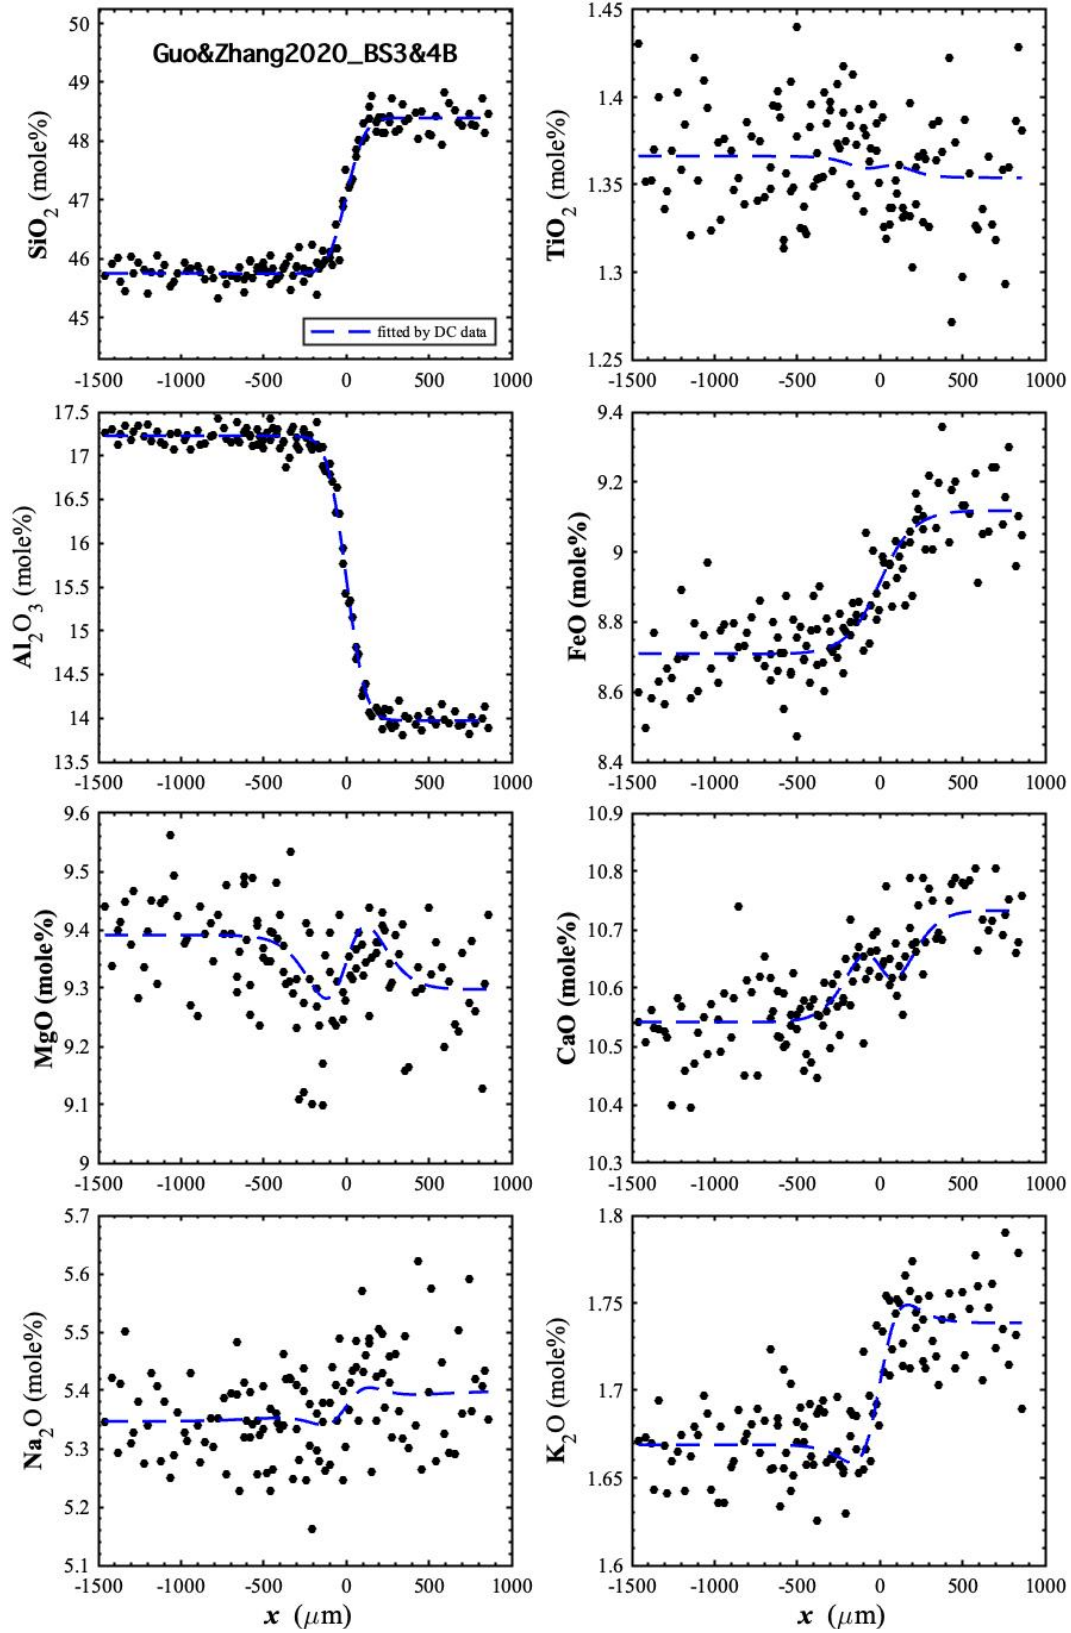 50
49
48
47
46
45
SiO2 (mole%)
Guo&Zhang2020_BS3&4B
fitted by DC data
-1500 -1000 -500 0 500 1000
1.45
1.4
1.35
1.3
1.25
TiO2 (mole%)
-1500 -1000 -500 0 500 1000
17.5
17
16.5
16
15.5
15
14.5
14
13.5
Al2O3 (mole%)
-1500 -1000 -500 0 500 1000
9.4
9.2
9
8.8
8.6
8.4
FeO (mole%)
-1500 -1000 -500 0 500 1000
9.6
9.5
9.4
9.3
9.2
9.1
9
MgO (mole%)
-1500 -1000 -500 0 500 1000
10.9
10.8
10.7
10.6
10.5
10.4
10.3
CaO (mole%)
-1500 -1000 -500 0 500 1000
5.7
5.6
5.5
5.4
5.3
5.2
5.1
Na2O (mole%)
-1500 -1000 -500 0 500 1000
x (μm)
1.8
1.75
1.7
1.65
1.6
K2O (mole%)
-1500 -1000 -500 0 500 1000
x (μm)